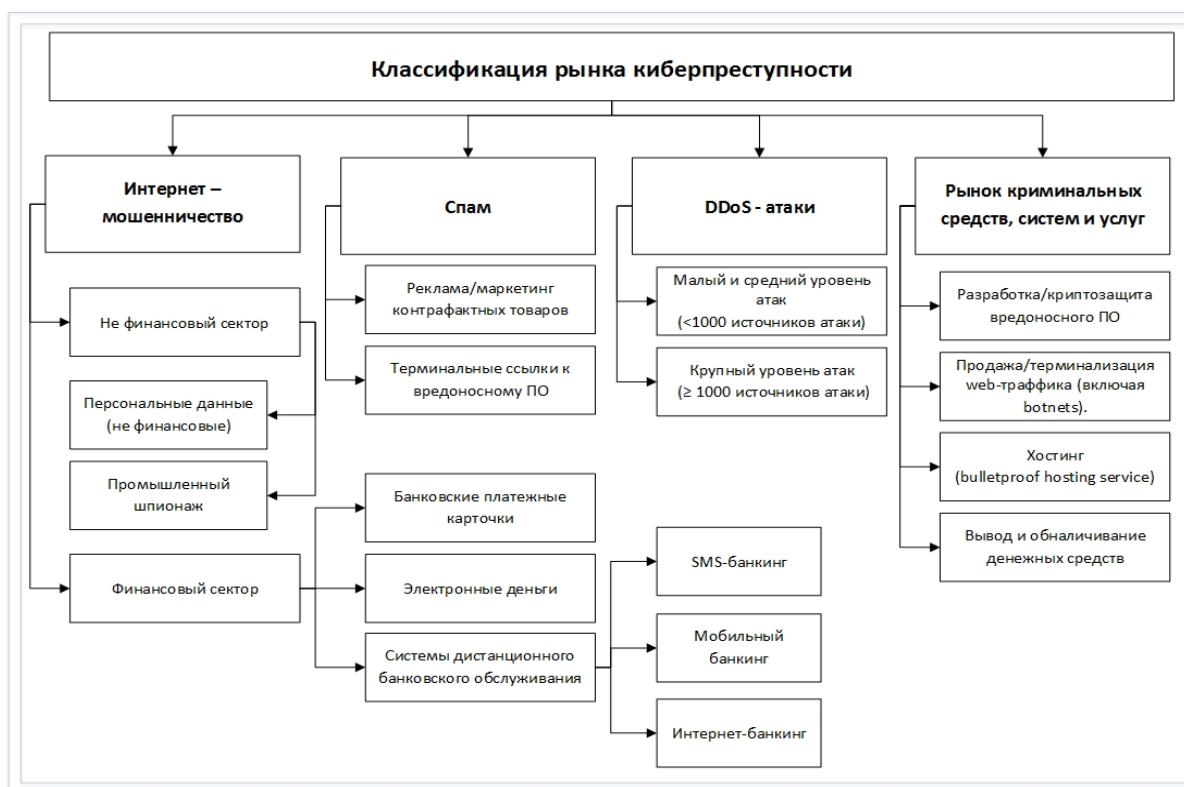 Классификация рынка киберпреступности
Интернет –
мошенничество
Спам
DDoS - атаки
Рынок криминальных
средств, систем и услуг
Не финансовый сектор
Персональные данные
(не финансовые)
Промышленный
шпионаж
Финансовый сектор
Реклама/маркетинг
контрафактных товаров
Терминальные ссылки к
вредоносному ПО
Банковские платежные
карточки
Электронные деньги
Системы дистанционного
банковского обслуживания
Малый и средний уровень
атак
(<1000 источников атаки)
Крупный уровень атак
(≥ 1000 источников атаки)
SMS-банкинг
Мобильный
банкинг
Интернет-банкинг
Разработка/криптозащита
вредоносного ПО
Продажа/терминализация
web-траффика (включая
botnets).
Хостинг
(bulletproof hosting service)
Вывод и обналичивание
денежных средств